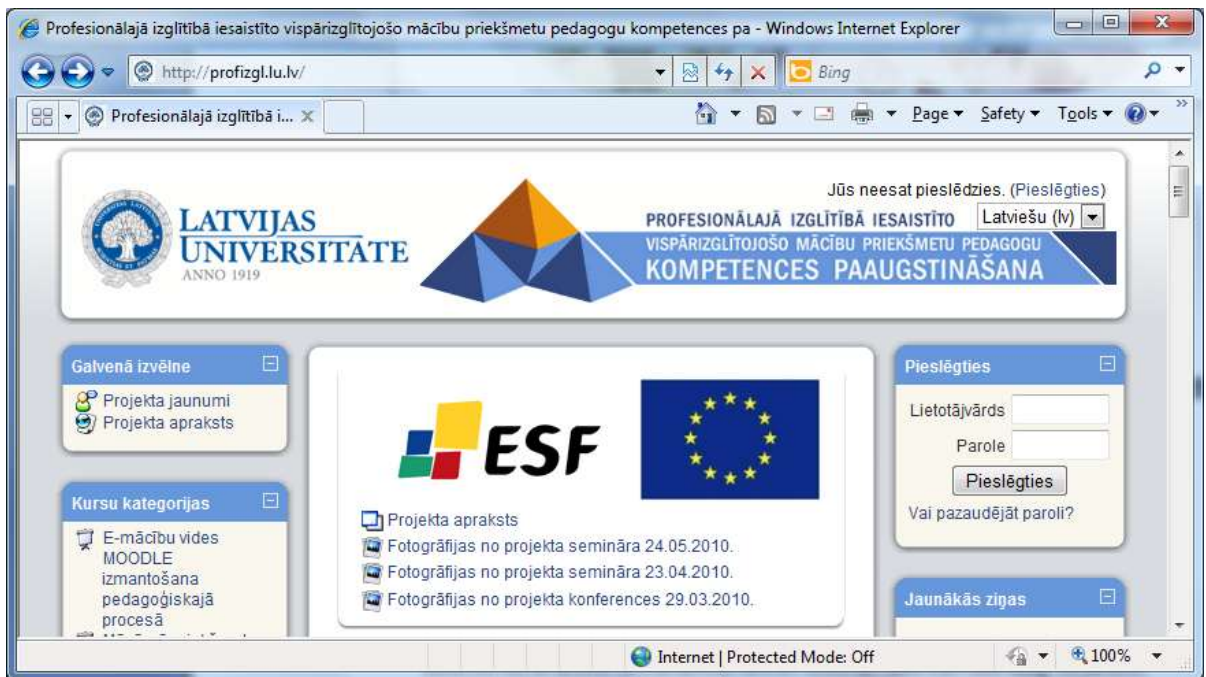 Profesionālajā izglītībā iesaistīto vispārizglītojošo mācību priekšmetu pedagogu kompetences pa - Windows Internet Explorer
http://profizgl.lu.lv/
Bing
Profesionālajā izglītībā i...
Page
Safety
Tools
LATVIJAS
UNIVERSITĀTE
ANNO 1919
Jūs neesat pieslēdzies. (Pieslēgties)
Latviešu (lv)
PROFESIONĀLAJĀ IZGLĪTĪBĀ IESAISTĪTO
VISPĀRIZGLĪTOJOŠO MĀCĪBU PRIEKŠMETU PEDAGOGU
KOMPETENCES PAAUGSTINĀŠANA
Galvenā izvēlne
Projekta jaunumi
Projekta apraksts
Kursu kategorijas
E-mācību vides
MOODLE
izmantošana
pedagoģiskajā
procesā
ESF
Projekta apraksts
Fotogrāfijas no projekta semināra 24.05.2010.
Fotogrāfijas no projekta semināra 23.04.2010.
Fotogrāfijas no projekta konferences 29.03.2010.
Pieslēgties
Lietotājvārds
Parole
Pieslēgties
Vai pazaudējāt paroli?
Jaunākās ziņas
Internet | Protected Mode: Off
100%